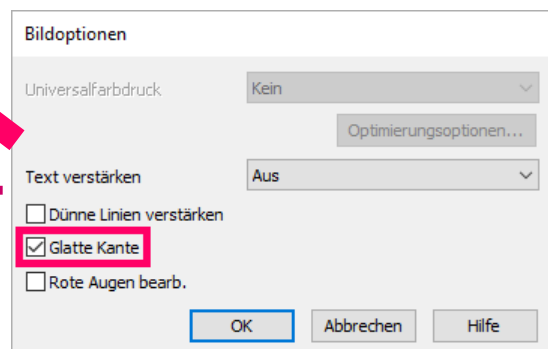 Bildoptionen
Universalfarbdruck Kein
Optimierungsoptionen...
Text verstärken Aus
Dünne Linien verstärken
Glatte Kante
Rote Augen bearb.
OK Abbrechen Hilfe